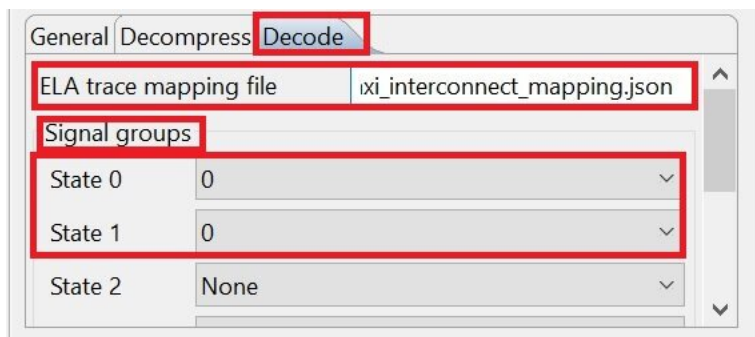 General Decompress Decode
ELA trace mapping file xi_interconnect_mapping.json
Signal groups
State 0 0
State 1 0
State 2 None